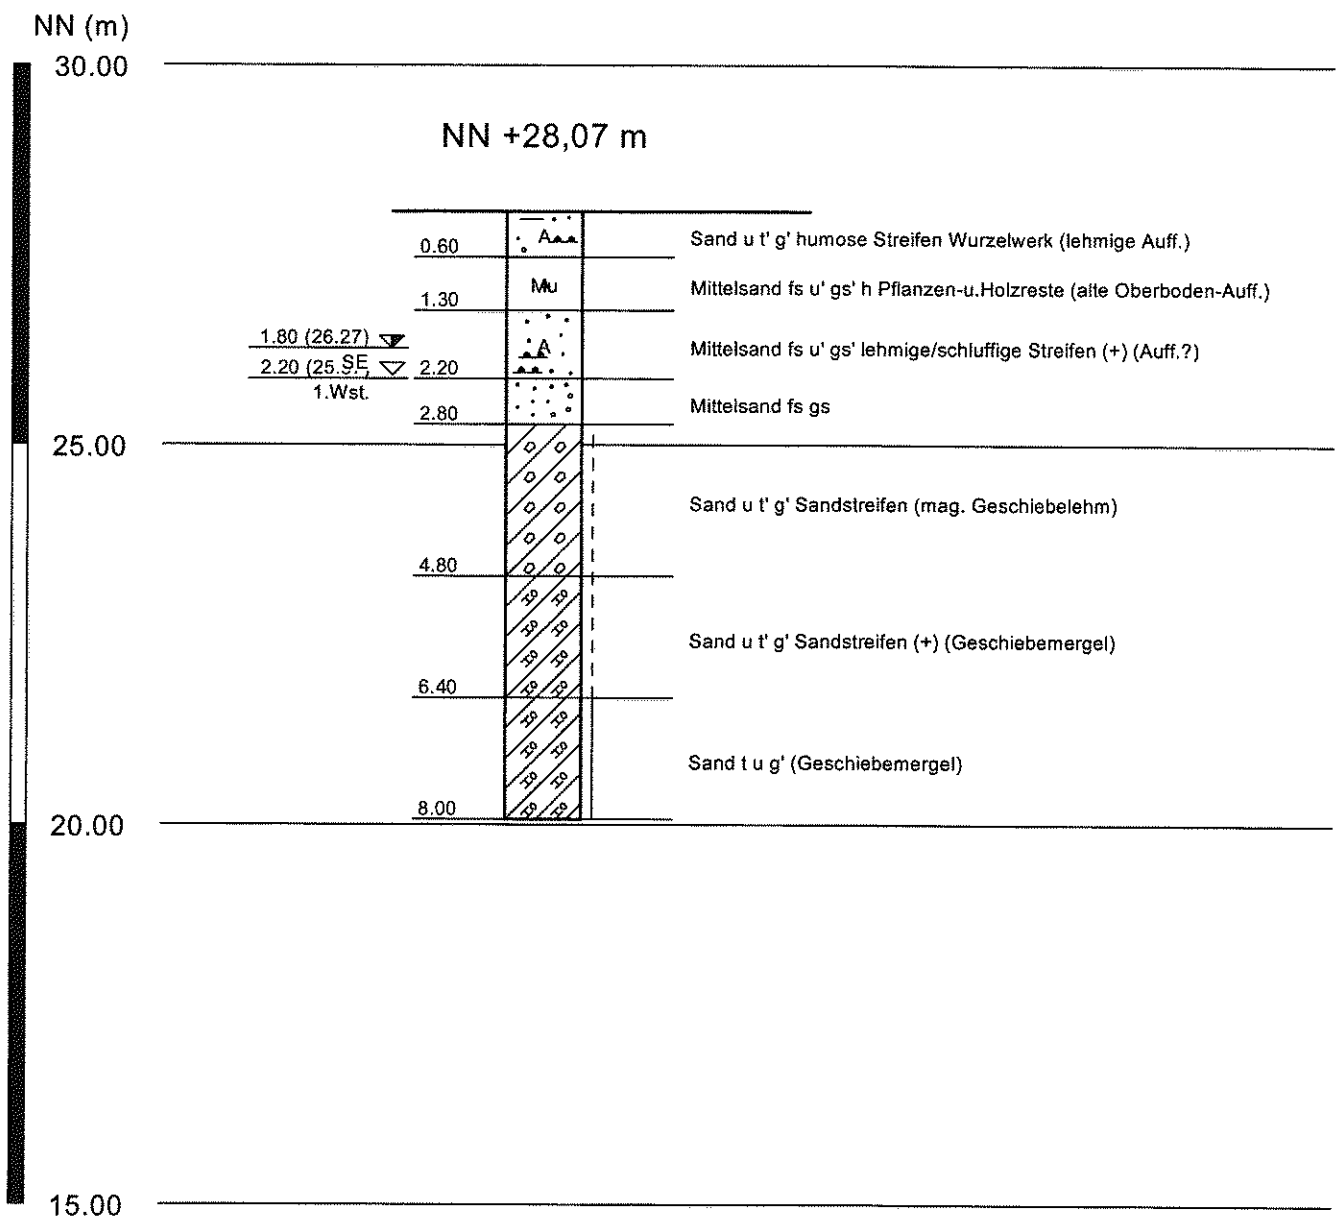 NN (m)
30.00
NN +28,07 m
A
0.60
Sand u t' g' humose Streifen Wurzelwerk (lehmige Auff.)
Mu
1.30
Mittelsand fs u' gs' h Pflanzen-u.Holzreste (alte Oberboden-Auff.)
1.80 (26.27)
A
Mittelsand fs u' gs' lehmige/schluffige Streifen (+) (Auff.?)
SE
2.20 (25.
2.20
1.Wst.
Mittelsand fs gs
2.80
25.00
Sand u t' g' Sandstreifen (mag. Geschiebelehm)
4.80
Sand u t' g' Sandstreifen (+) (Geschiebemergel)
6.40
Sand t u g' (Geschiebemergel)
8.00
20.00
15.00